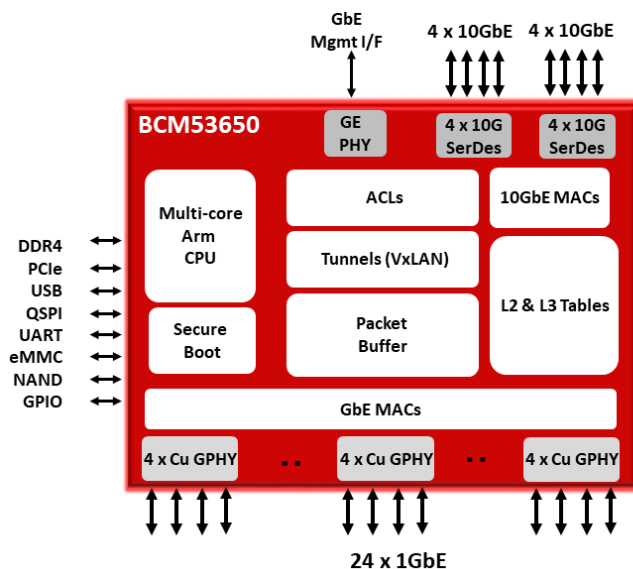 GbE
Mgmt I/F
4 x 10GbE
4 x 10GbE
BCM53650
GE
PHY
4 x 10G
SerDes
4 x 10G
SerDes
Multi-core
Arm
CPU
ACLs
10GbE MACs
Tunnels (VxLAN)
L2 & L3 Tables
Secure
Boot
Packet
Buffer
DDR4
PCIe
USB
QSPI
UART
eMMC
NAND
GPIO
GbE MACs
4 x Cu GPHY
. .
4 x Cu GPHY
. .
4 x Cu GPHY
24 x 1GbE